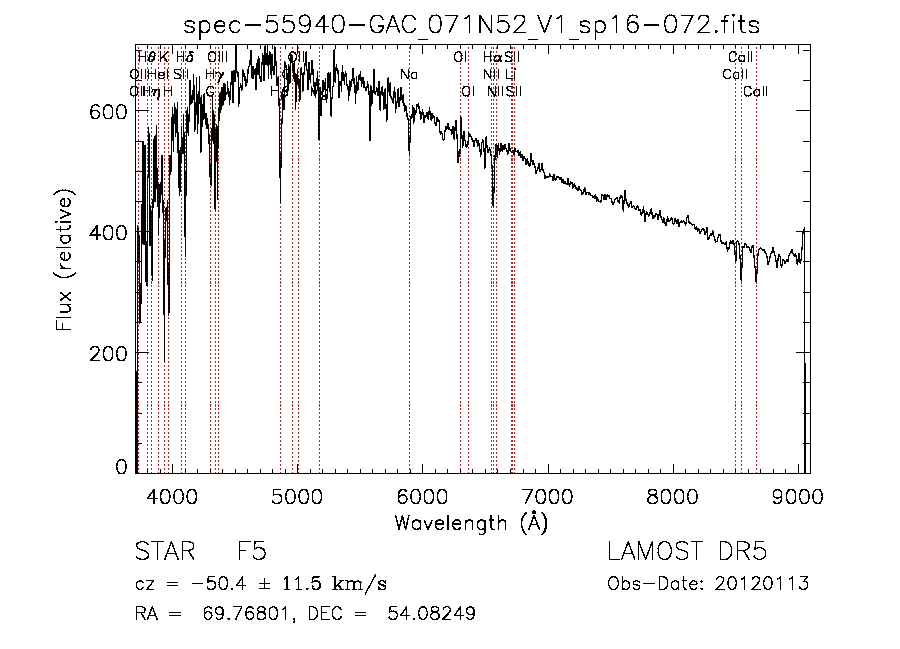 spec-55940-GAC_071N52_V1_sp16-072.fits
Hθ K Hδ OIII OIII OI Hα SII CaII
OII HeI SII Hγ NII Li CaII
OII Hη H G Hβ Mg Na OI NII SII CaII
600
400
200
0
Flux (relative)
4000 5000 6000 7000 8000 9000
Wavelength (Å)
STAR F5 LAMOST DR5
cz = -50.4 ± 11.5 km/s Obs-Date: 20120113
RA = 69.76801, DEC = 54.08249